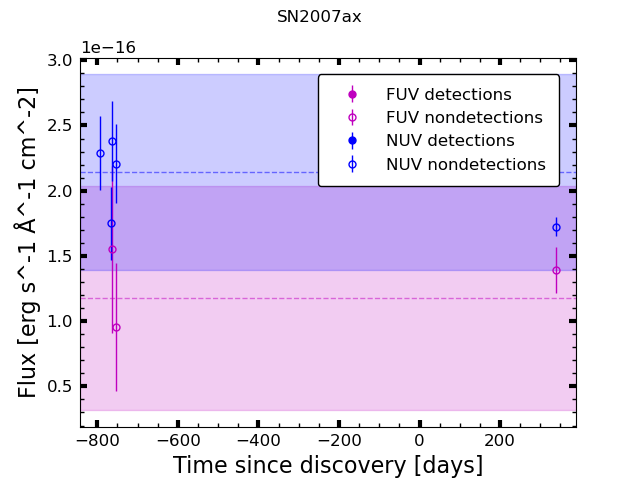 SN2007ax
1e−16
3.0
2.5
2.0
1.5
1.0
0.5
Flux [erg s^-1 Å^-1 cm^-2]
FUV detections
FUV nondetections
NUV detections
NUV nondetections
−800
−600
−400
−200
0
200
Time since discovery [days]